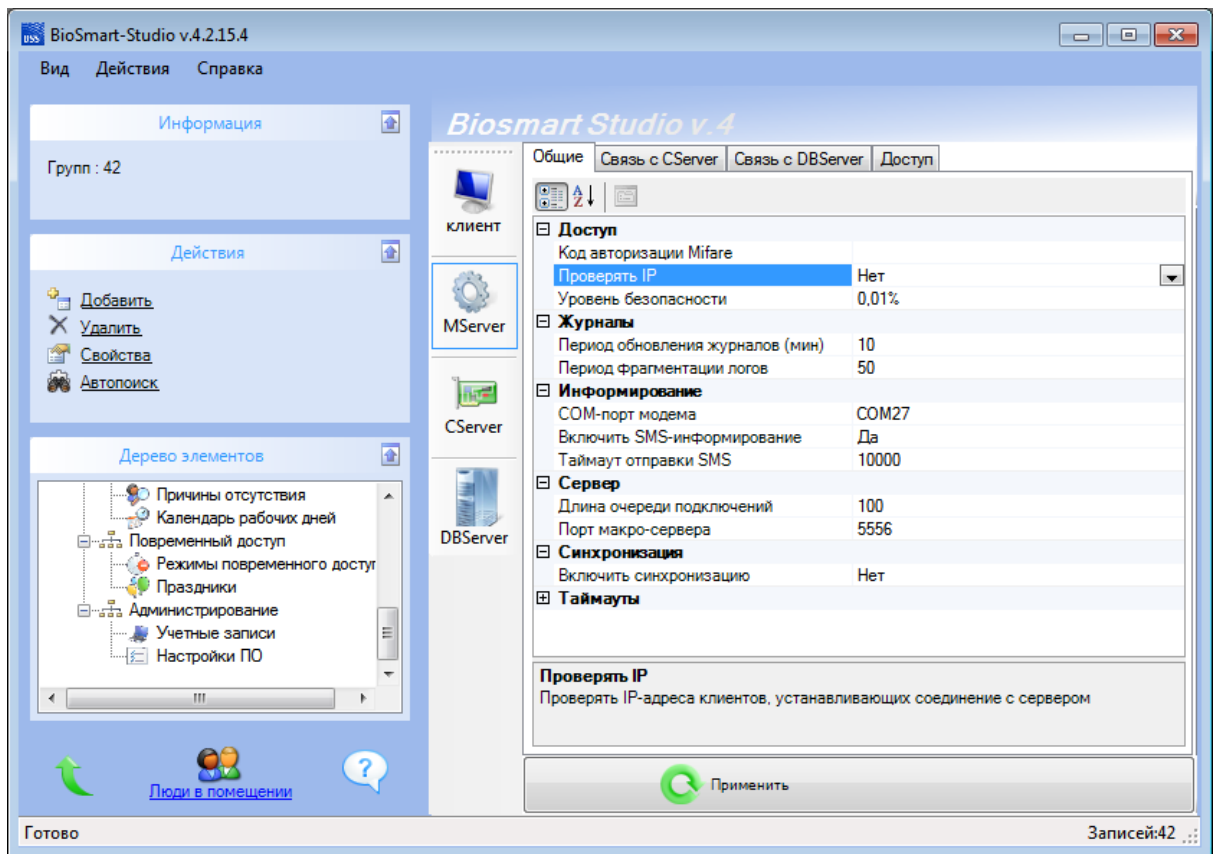 BioSmart-Studio v.4.2.15.4
Вид Действия Справка
Информация
Групп : 42
Действия
Добавить
Удалить
Свойства
Автопоиск
Дерево элементов
Причины отсутствия
Календарь рабочих дней
Повременный доступ
Режимы повременного доступ
Праздники
Администрирование
Учетные записи
Настройки ПО
Люди в помещении
Biosmart Studio v.4
клиент
MServer
CServer
DBServer
Общие Связь с CServer Связь с DBServer Доступ
Доступ
Код авторизации Mifare
Проверять IP Нет
Уровень безопасности 0,01%
Журналы
Период обновления журналов (мин) 10
Период фрагментации логов 50
Информирование
COM-порт модема COM27
Включить SMS-информирование Да
Таймаут отправки SMS 10000
Сервер
Длина очереди подключений 100
Порт макро-сервера 5556
Синхронизация
Включить синхронизацию Нет
Таймауты
Проверять IP
Проверять IP-адреса клиентов, устанавливающих соединение с сервером
Применить
Готово Записей:42